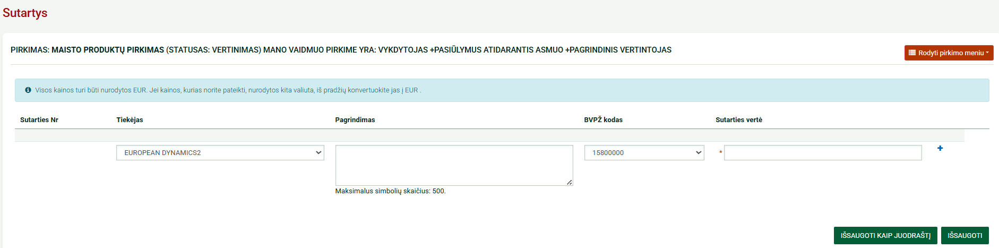 Sutartys
PIRKIMAS: MAISTO PRODUKTŲ PIRKIMAS (STATUSAS: VERTINIMAS) MANO VAIDMUO PIRKIME YRA: VYKDYTOJAS +PASIŪLYMUS ATIDARANTIS ASMUO +PAGRINDINIS VERTINTOJAS
Rodyti pirkimo meniu
Visos kainos turi būti nurodytos EUR. Jei kainos, kurias norite pateikti, nurodytos kita valiuta, iš pradžių konvertuokite jas į EUR .
Sutarties Nr Tiekėjas Pagrindimas BVPŽ kodas Sutarties vertė
EUROPEAN DYNAMICS2 15800000 *
Maksimalus simbolių skaičius: 500.
IŠSAUGOTI KAIP JUODRAŠTĮ IŠSAUGOTI